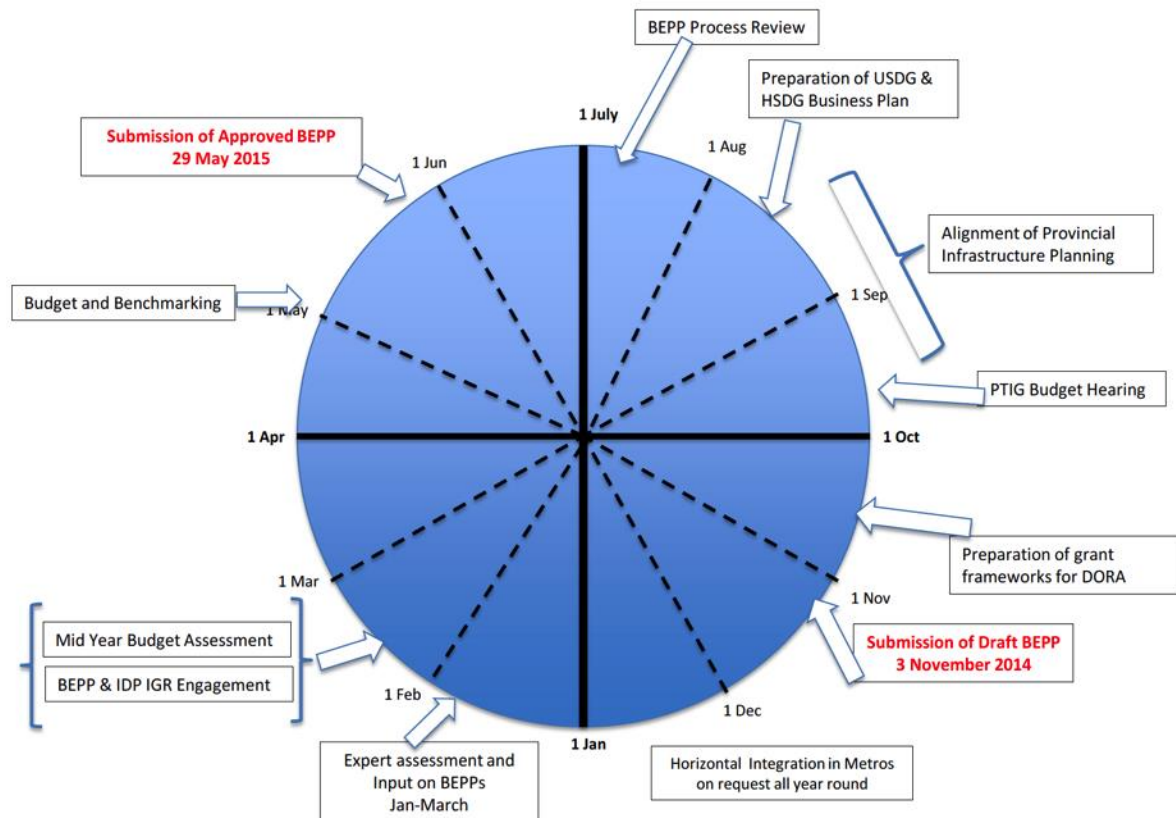 BEPP Process Review
Preparation of USDG &
HSDG Business Plan
1 July
Submission of Approved BEPP
29 May 2015
1 Jun
1 Aug
Alignment of Provincial
Infrastructure Planning
Budget and Benchmarking
1 May
1 Sep
PTIG Budget Hearing
1 Apr
1 Oct
Preparation of grant
frameworks for DORA
1 Mar
1 Nov
Mid Year Budget Assessment
BEPP & IDP IGR Engagement
Submission of Draft BEPP
3 November 2014
1 Feb
1 Dec
1 Jan
Expert assessment and
Input on BEPPs
Jan-March
Horizontal Integration in Metros
on request all year round